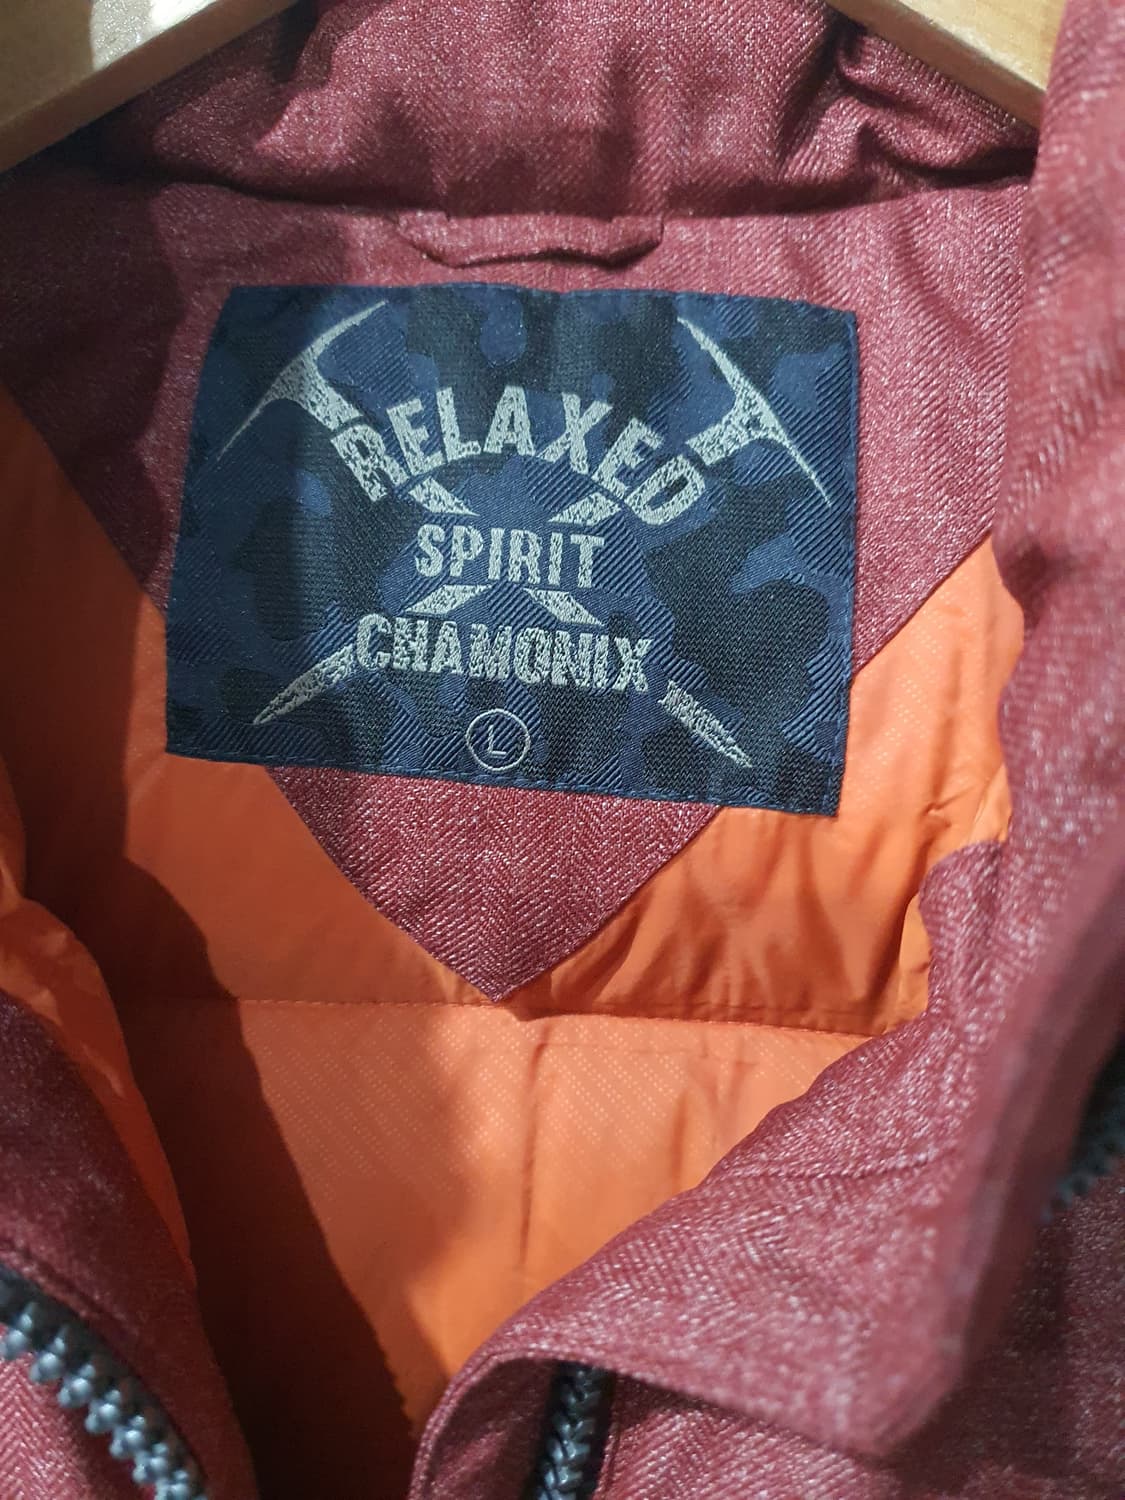 RELAXED
SPIRIT
CHAMONIX
L